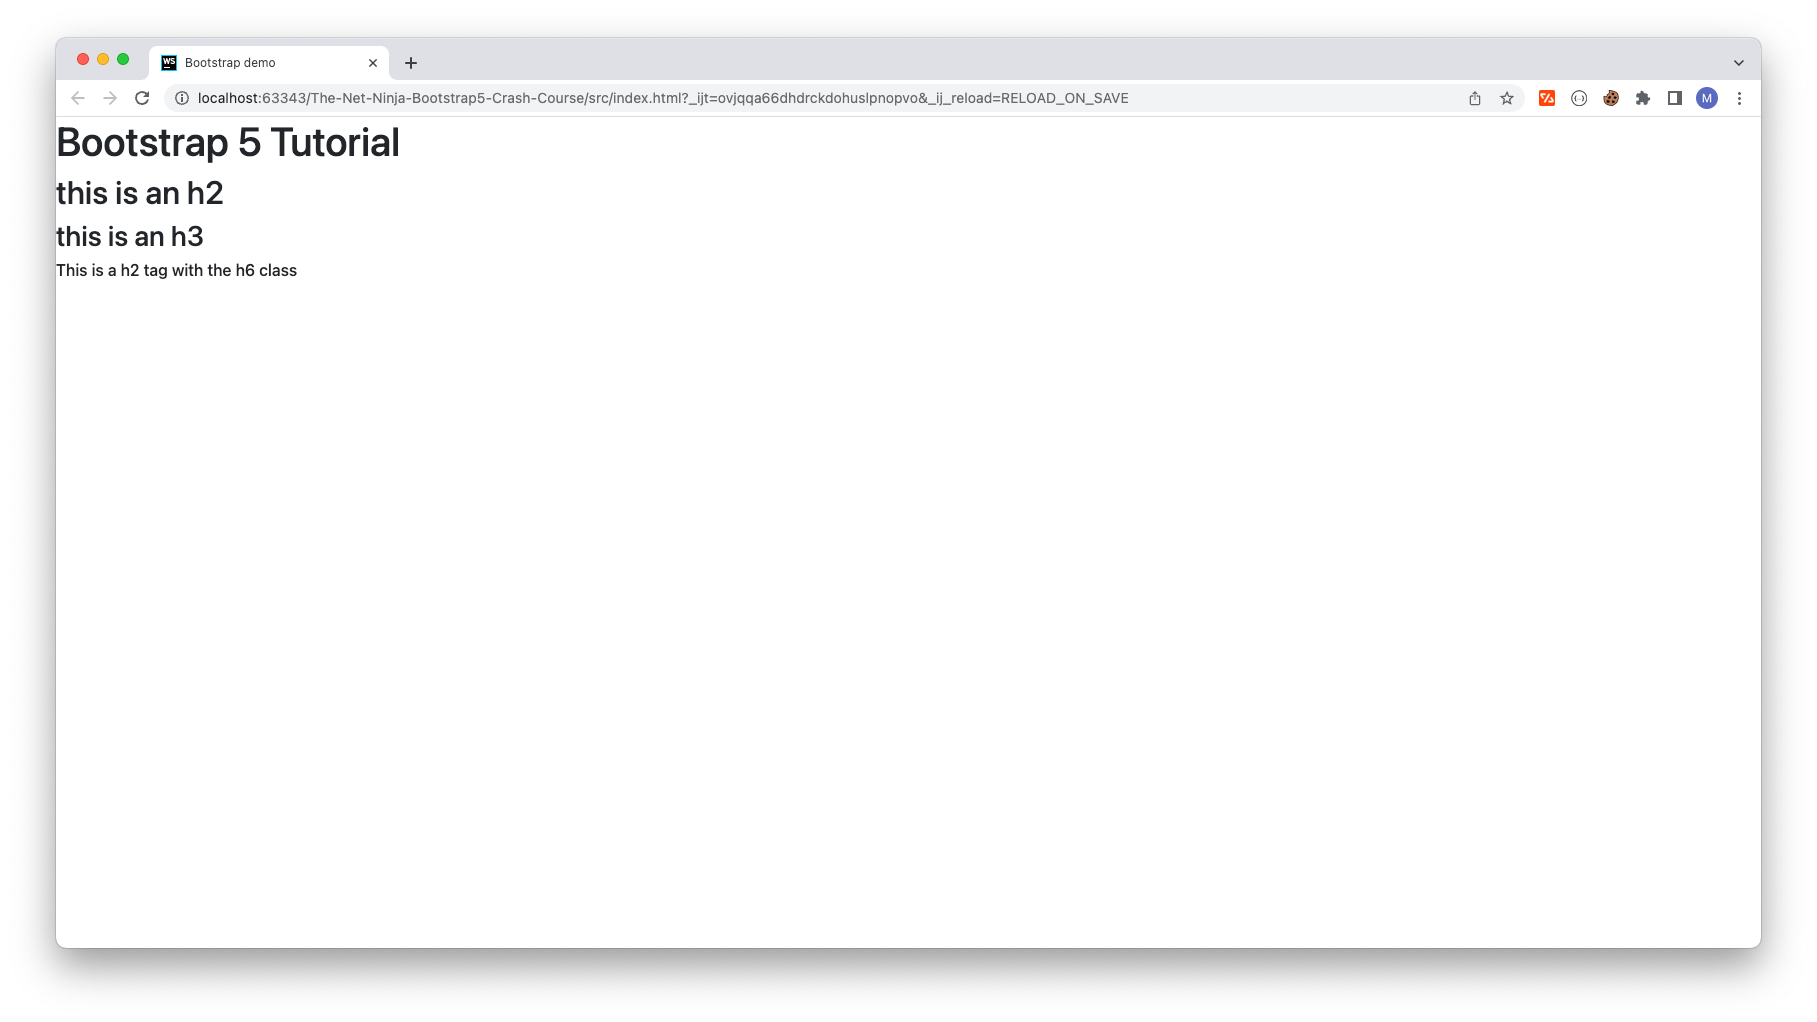 WS
Bootstrap demo
localhost:63343/The-Net-Ninja-Bootstrap5-Crash-Course/src/index.html?_ijt=ovjqqa66dhdrckdohuslpnopvo&_ij_reload=RELOAD_ON_SAVE
M
Bootstrap 5 Tutorial
this is an h2
this is an h3
This is a h2 tag with the h6 class